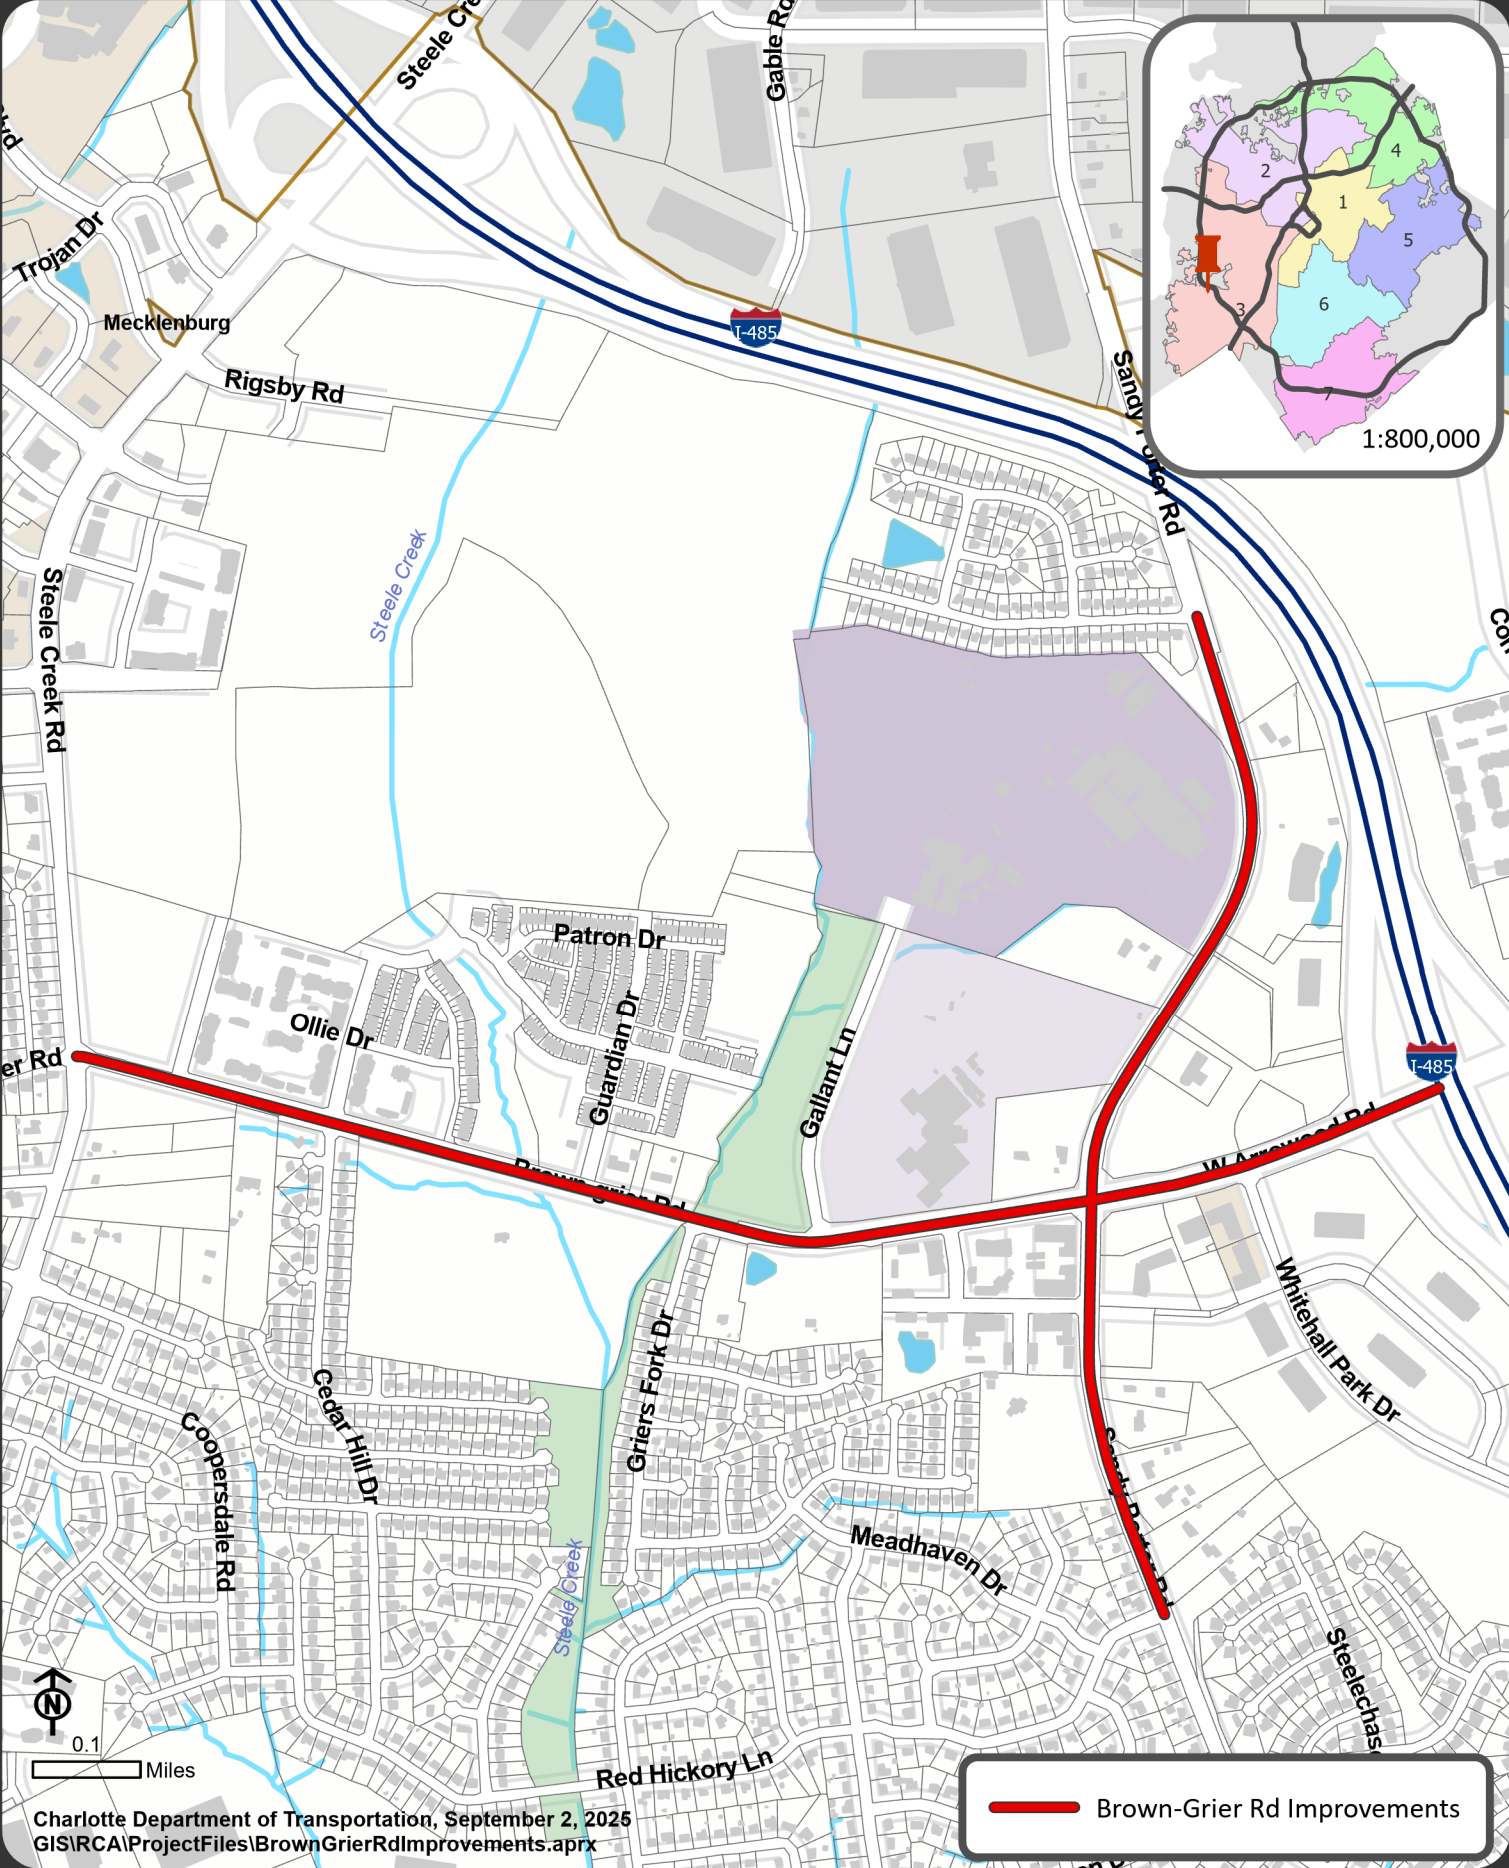 Steele Cre
Gable Rd
lvd
Trojan Dr
Mecklenburg
Rigsby Rd
I-485
Sandy Porter Rd
2
4
1
5
3
6
7
1:800,000
Steele Creek
Steele Creek Rd
Patron Dr
Ollie Dr
Guardian Dr
Gallant Ln
er Rd
I-485
W Arrowood Rd
Brown-grier Rd
Whitehall Park Dr
Griers Fork Dr
Cedar Hill Dr
Coopersdale Rd
Sandy Porter Rd
Meadhaven Dr
Steele Creek
Steelechase
Red Hickory Ln
N
0.1
Miles
Brown-Grier Rd Improvements
Charlotte Department of Transportation, September 2, 2025
GIS\RCA\ProjectFiles\BrownGrierRdImprovements.aprx